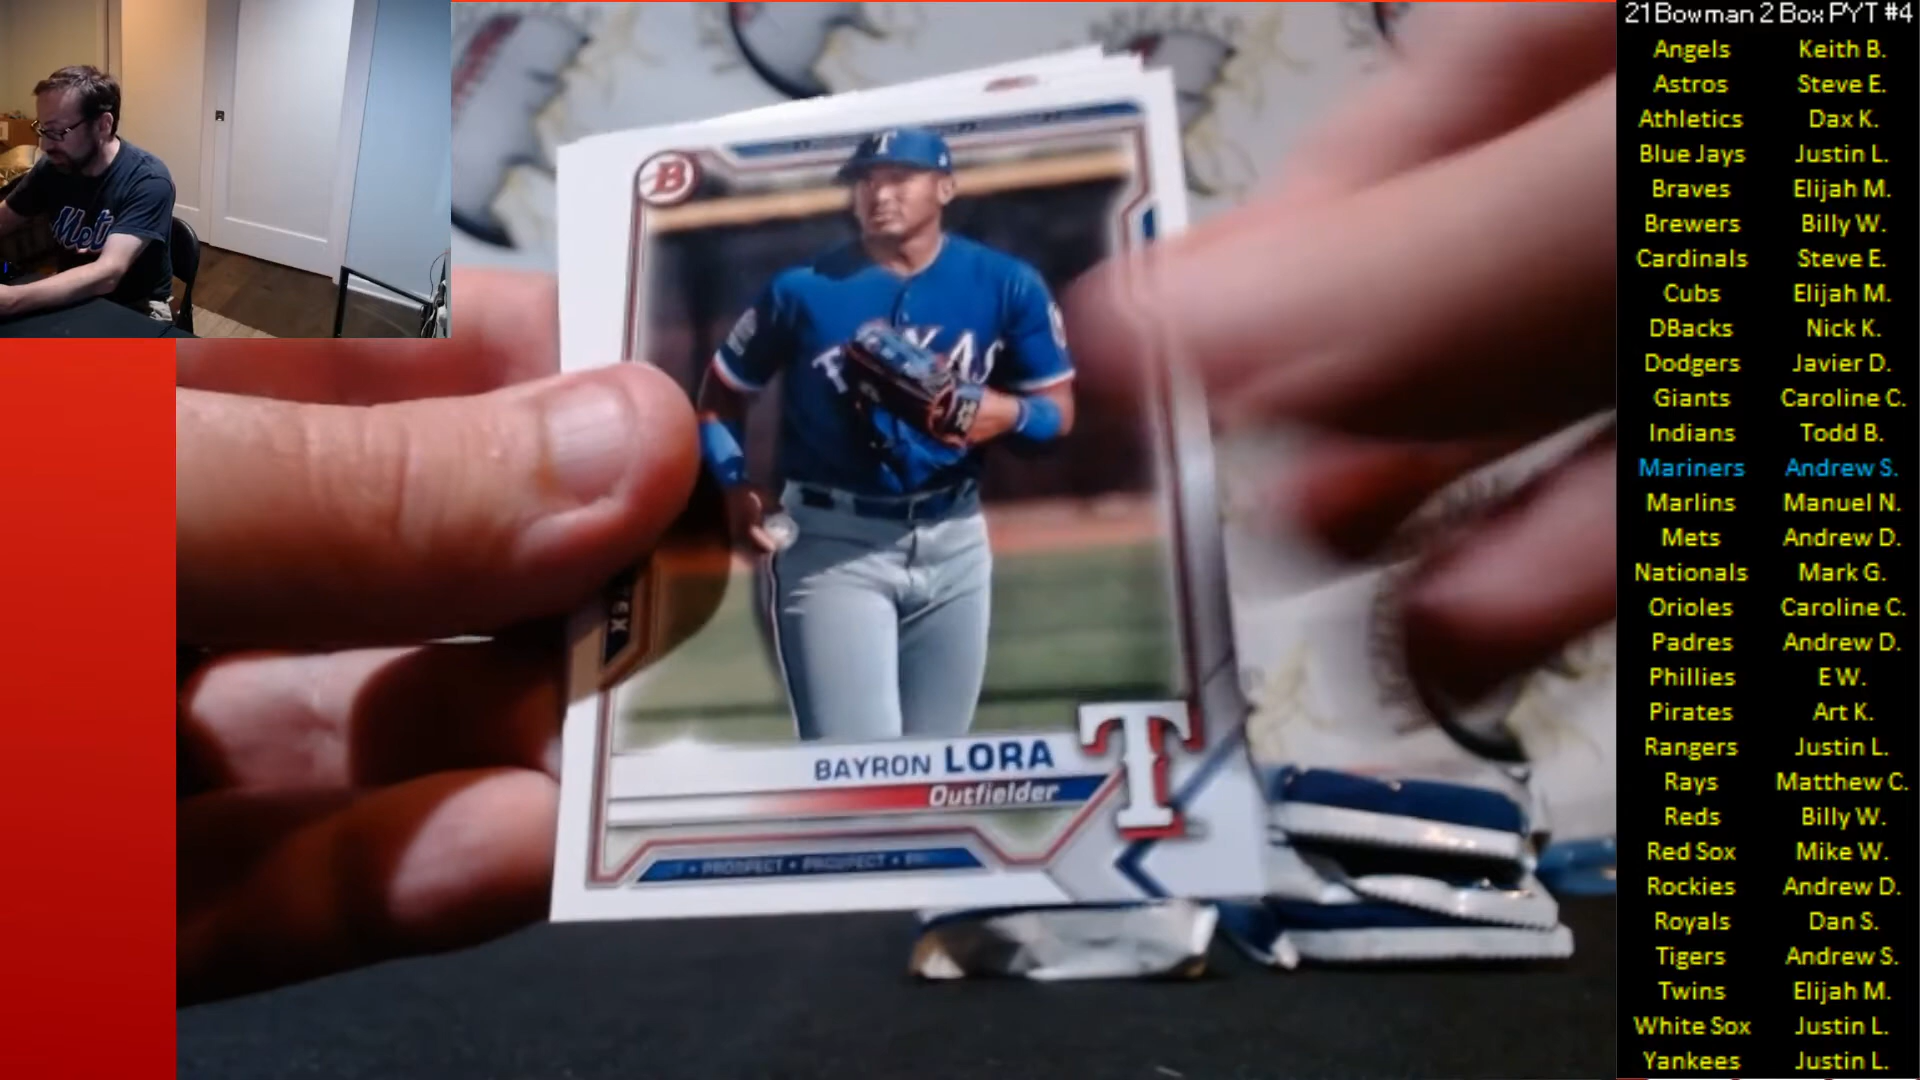 21 Bowman 2 Box PYT #4
Angels Keith B.
Astros Steve E.
Athletics Dax K.
Blue Jays Justin L.
Braves Elijah M.
Brewers Billy W.
Cardinals Steve E.
Cubs Elijah M.
DBacks Nick K.
Dodgers Javier D.
Giants Caroline C.
Indians Todd B.
Mariners Andrew S.
Marlins Manuel N.
Mets Andrew D.
Nationals Mark G.
Orioles Caroline C.
Padres Andrew D.
Phillies E W.
Pirates Art K.
Rangers Justin L.
Rays Matthew C.
Reds Billy W.
Red Sox Mike W.
Rockies Andrew D.
Royals Dan S.
Tigers Andrew S.
Twins Elijah M.
White Sox Justin L.
Yankees Justin L.
Met
B
T
BAYRON LORA
Outfielder
T
PROSPECT • PROSPECT